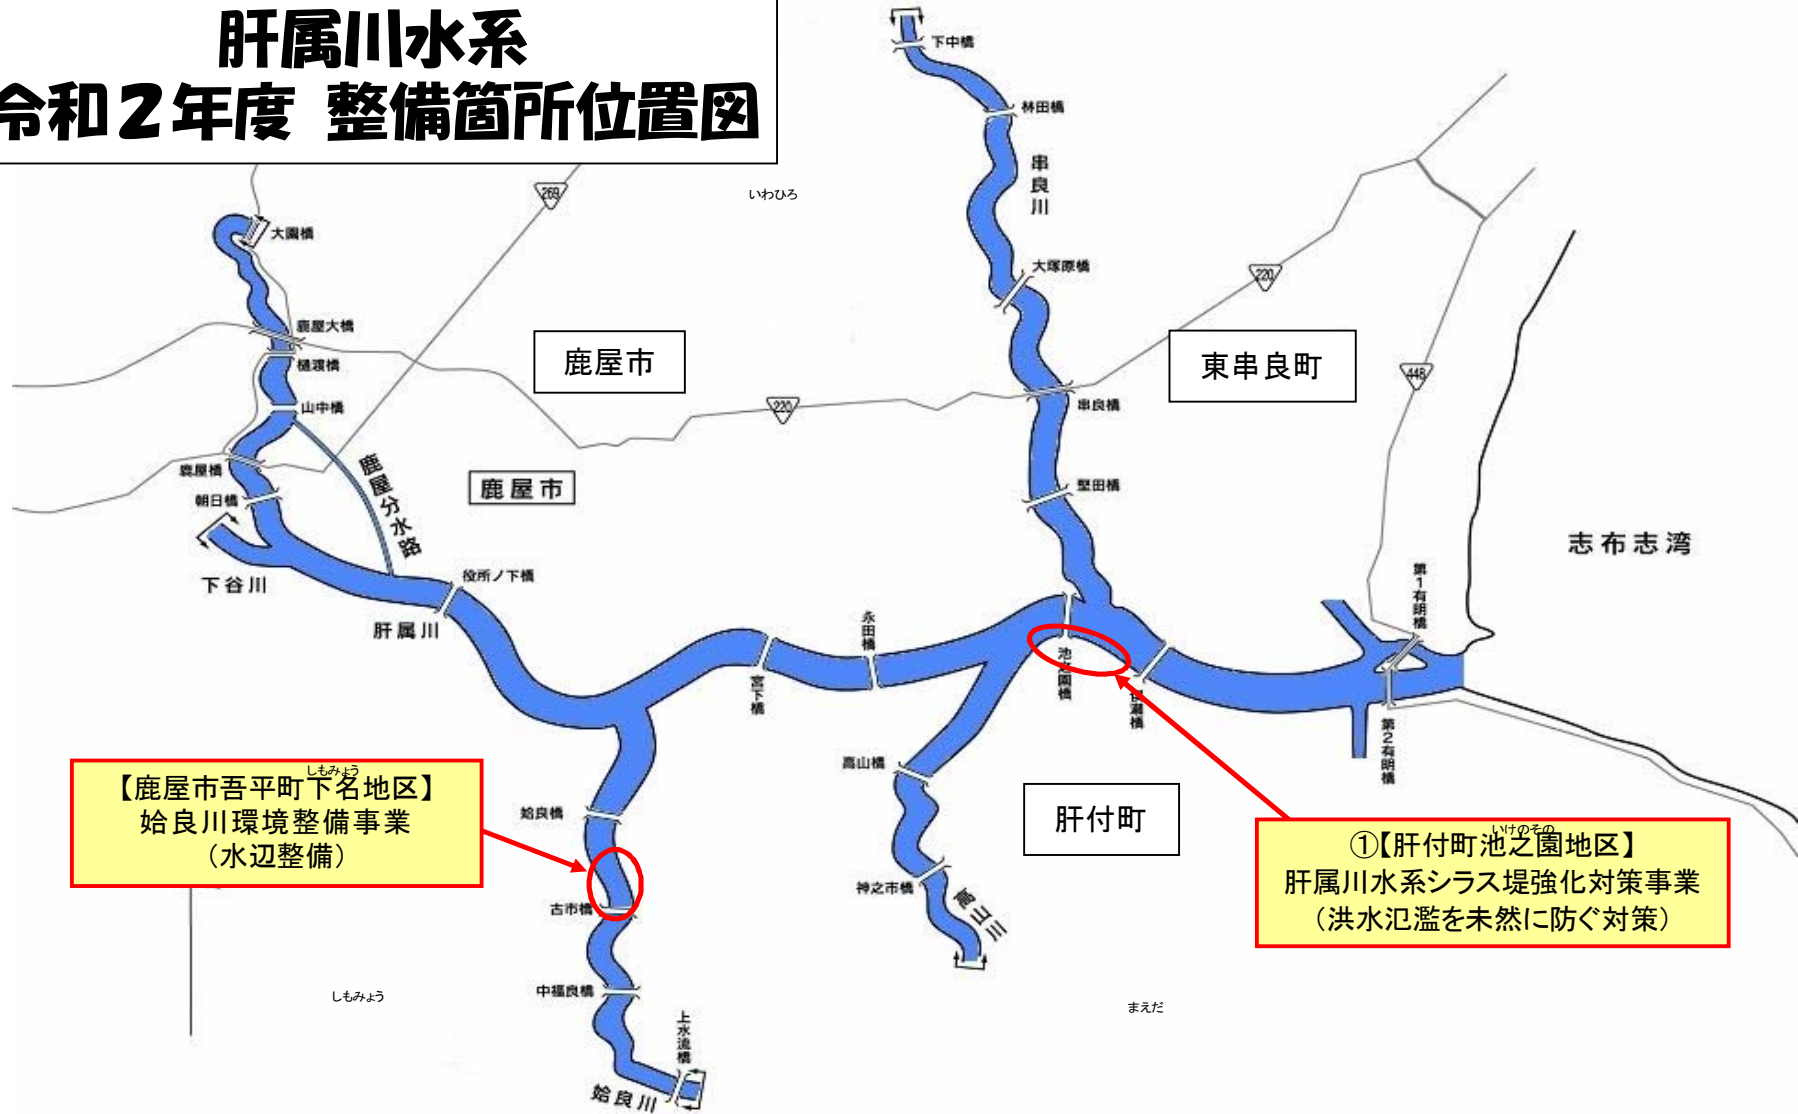 肝属川水系
令和２年度 整備箇所位置図
下中橋
林田橋
串良川
いわひろ
269
大園橋
大塚原橋
220
鹿屋大橋
樋渡橋
鹿屋市
東串良町
448
山中橋
220
串良橋
鹿屋橋
鹿屋分水路
鹿屋市
堅田橋
朝日橋
志布志湾
下谷川
役所ノ下橋
第1有明橋
肝属川
永田橋
池之園橋
宮下橋
俣瀬橋
第2有明橋
高山橋
しもみょう
【鹿屋市吾平町下名地区】
姶良川環境整備事業
（水辺整備）
姶良橋
肝付町
いけのその
①【肝付町池之園地区】
肝属川水系シラス堤強化対策事業
（洪水氾濫を未然に防ぐ対策）
神之市橋
高山川
古市橋
中福良橋
しもみょう
まえだ
上水流橋
姶良川